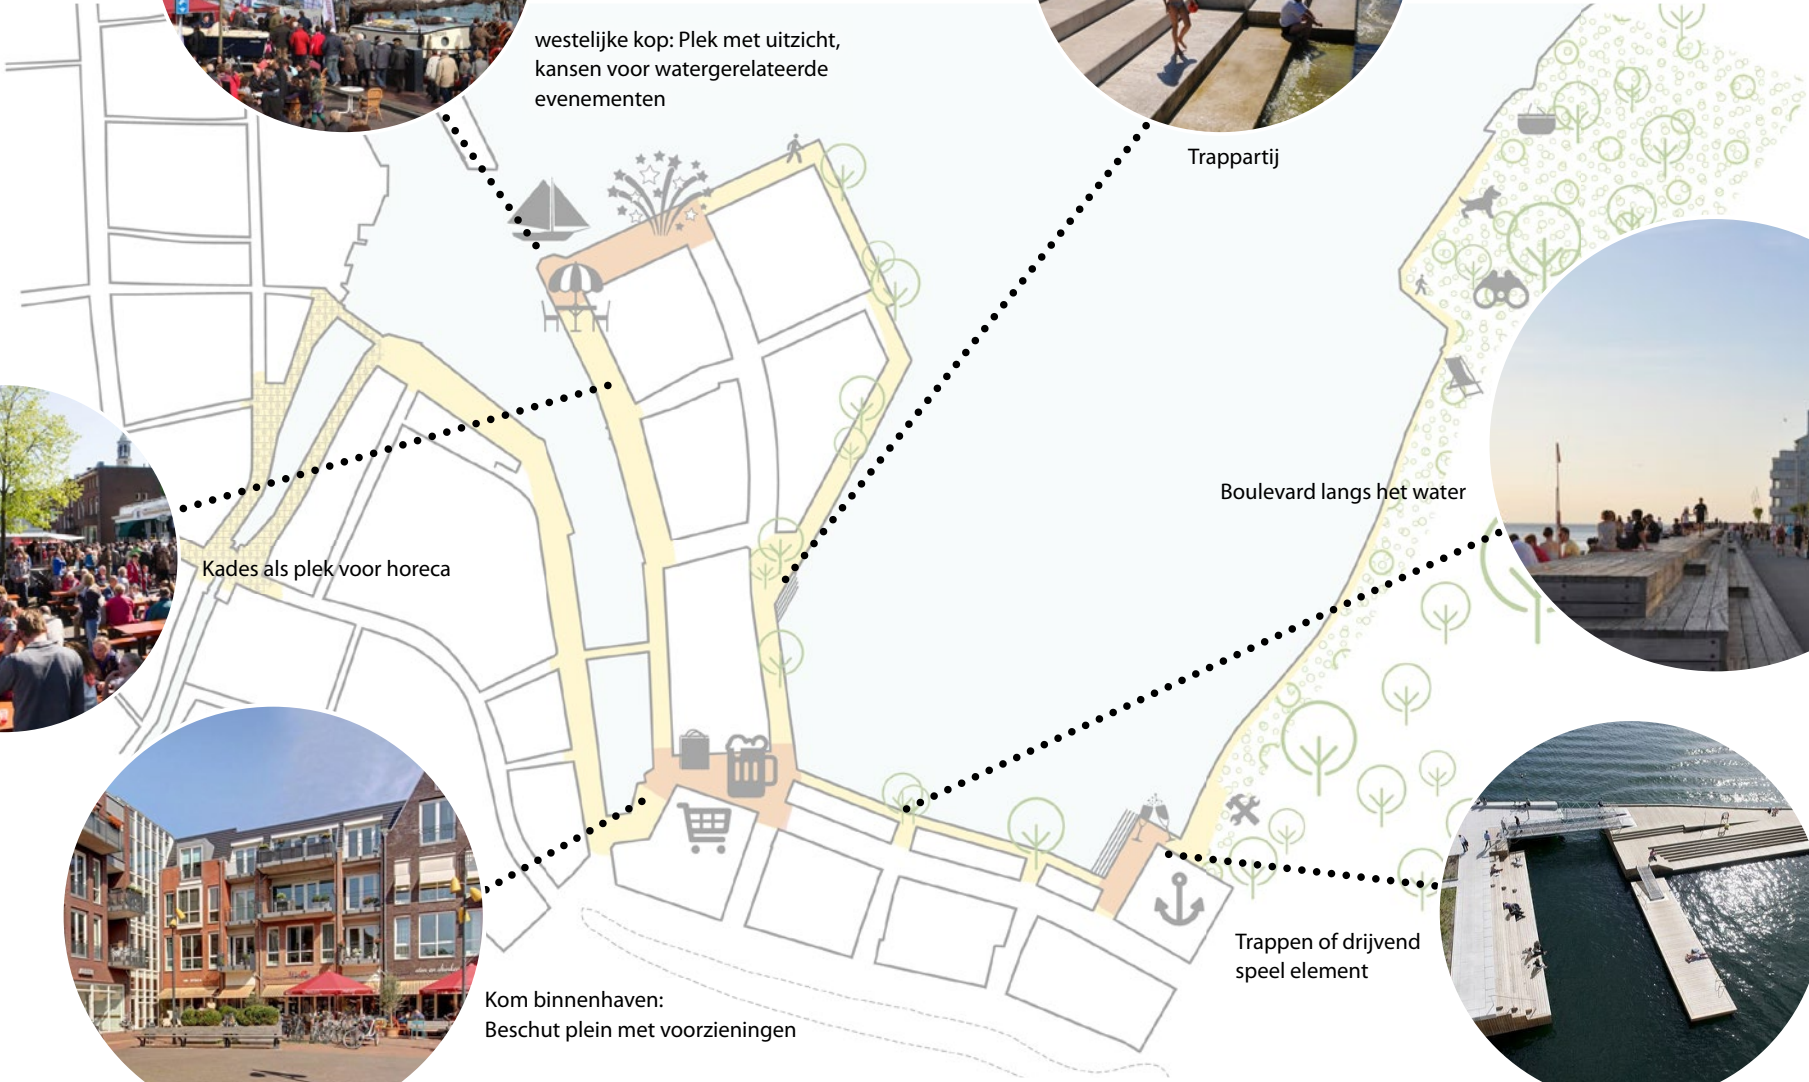 westelijke kop: Plek met uitzicht,
kansen voor watergerelateerde
evenementen
Trappartij
Boulevard langs het water
Kades als plek voor horeca
Trappen of drijvend
speel element
Kom binnenhaven:
Beschut plein met voorzieningen